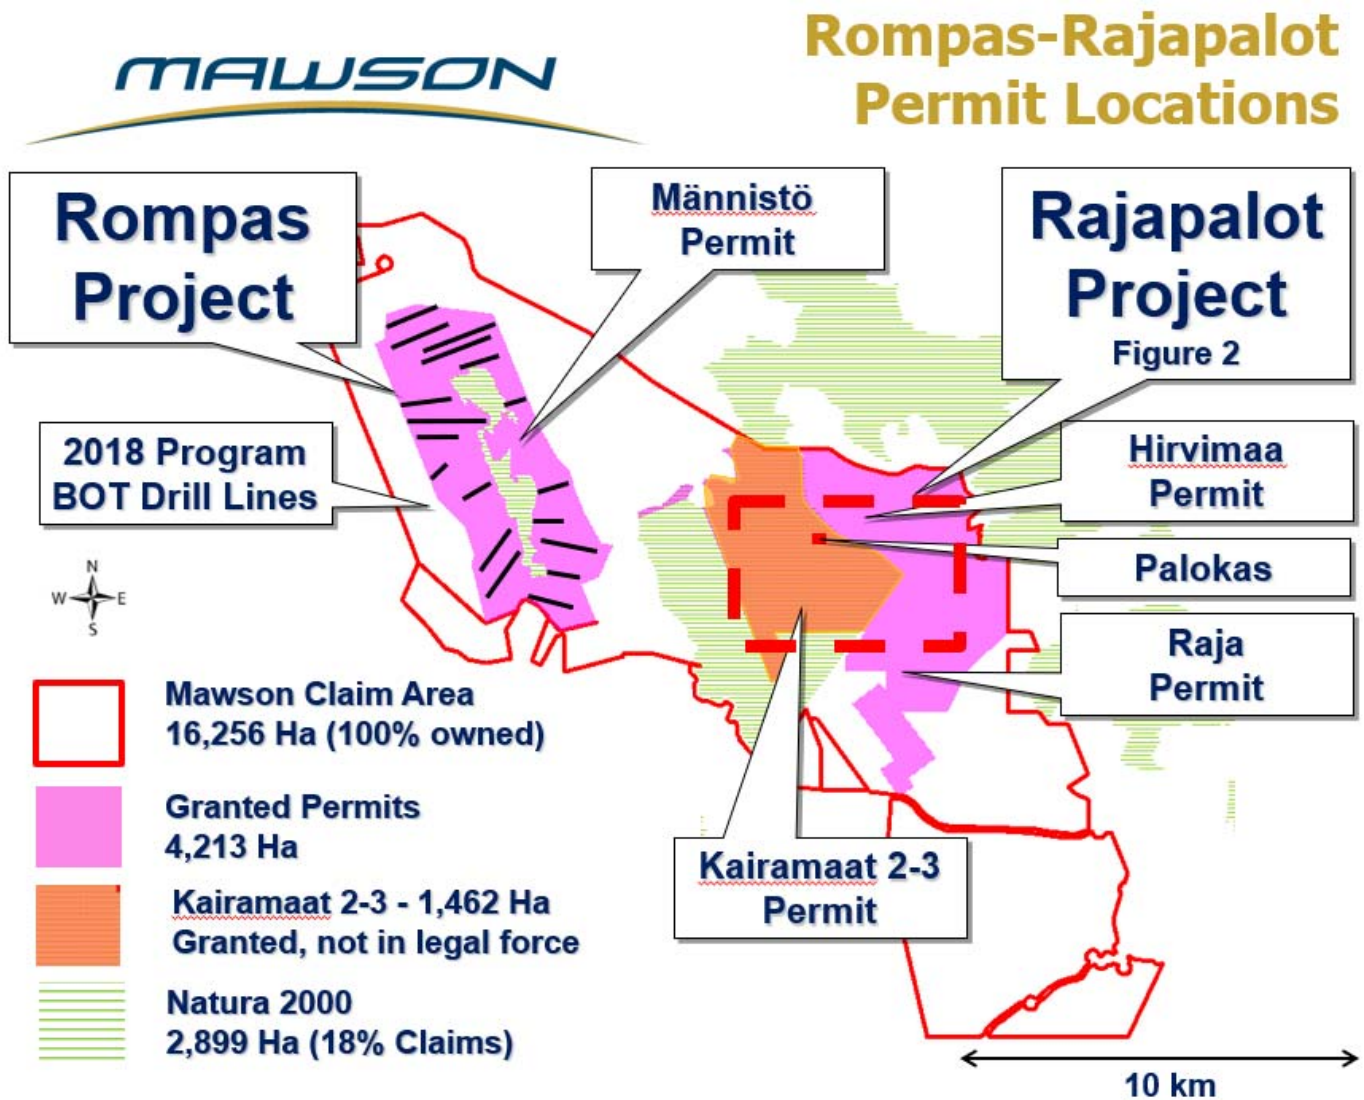 MAWSON
Rompas-Rajapalot
Permit Locations
Rompas
Project
Männistö
Permit
Rajapalot
Project
Figure 2
2018 Program
BOT Drill Lines
Hirvimaa
Permit
Palokas
Raja
Permit
N
W E
S
Mawson Claim Area
16,256 Ha (100% owned)
Granted Permits
4,213 Ha
Kairamaat 2-3 - 1,462 Ha
Granted, not in legal force
Natura 2000
2,899 Ha (18% Claims)
Kairamaat 2-3
Permit
10 km